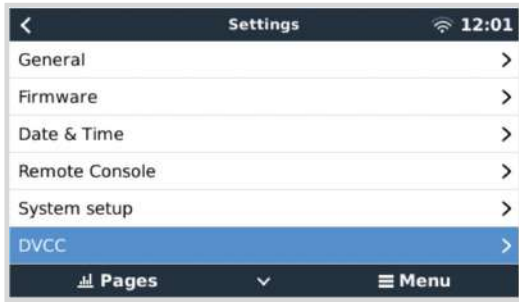 Settings 12:01
General
Firmware
Date & Time
Remote Console
System setup
DVCC
Pages Menu